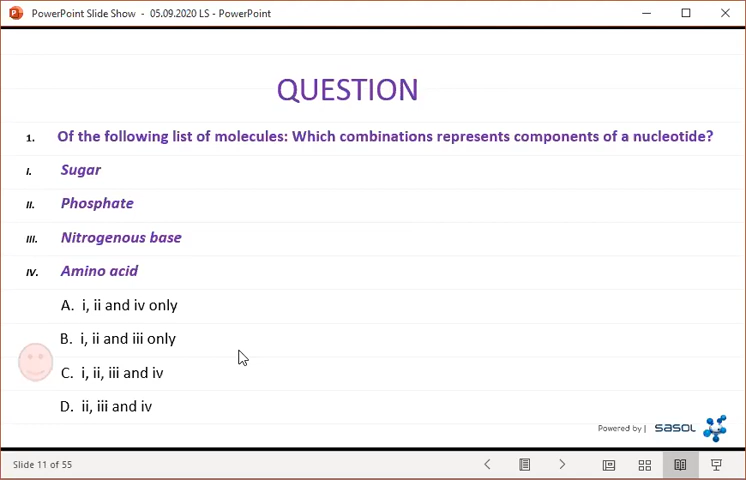 PowerPoint Slide Show - 05.09.2020 LS - PowerPoint
QUESTION
1. Of the following list of molecules: Which combinations represents components of a nucleotide?
I. Sugar
II. Phosphate
III. Nitrogenous base
IV. Amino acid
A. i, ii and iv only
B. i, ii and iii only
C. i, ii, iii and iv
D. ii, iii and iv
Powered by | sasol
Slide 11 of 55